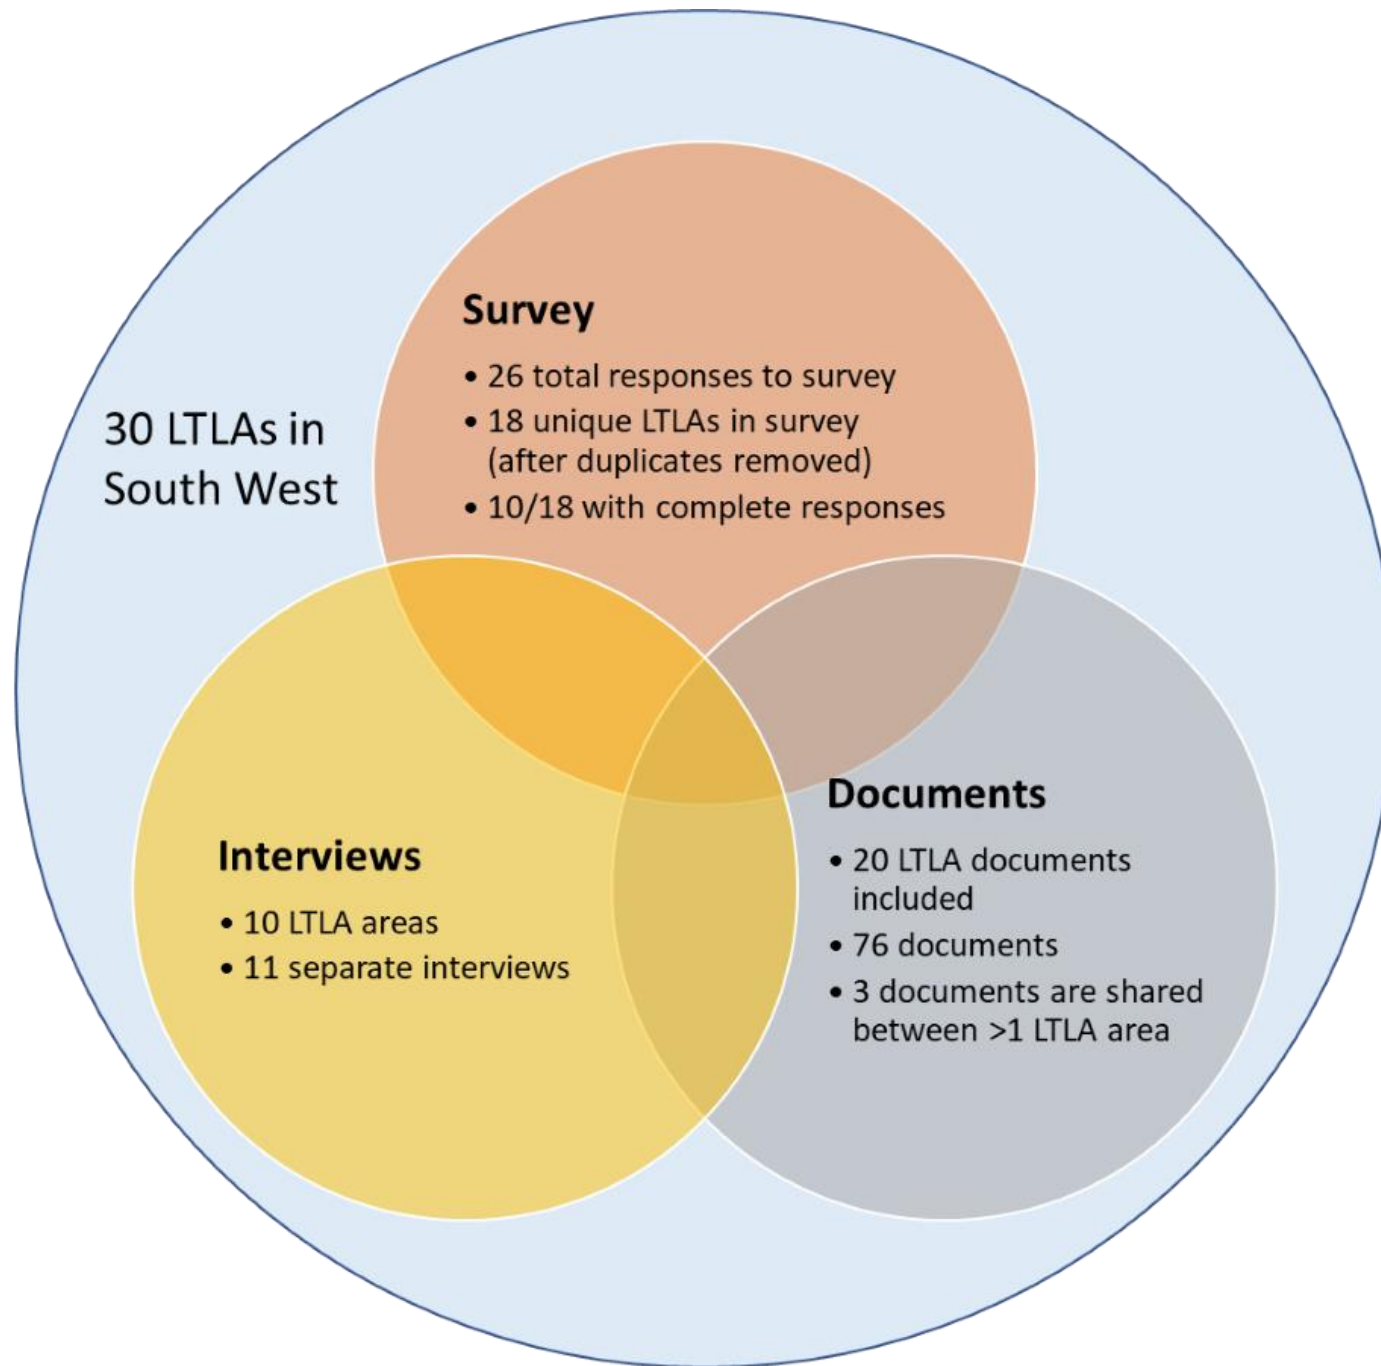 30 LTLAs in
South West
Survey
• 26 total responses to survey
• 18 unique LTLAs in survey
(after duplicates removed)
• 10/18 with complete responses
Interviews
• 10 LTLA areas
• 11 separate interviews
Documents
• 20 LTLA documents
included
• 76 documents
• 3 documents are shared
between >1 LTLA area